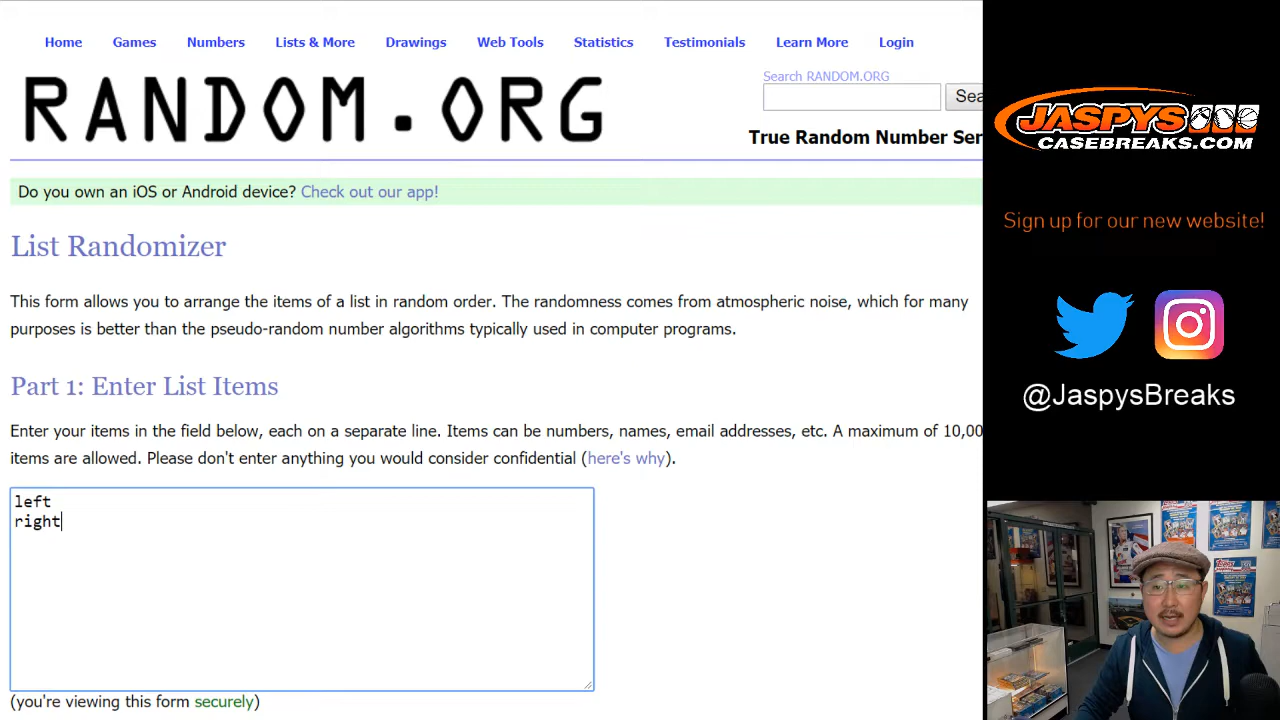 Home Games Numbers Lists & More Drawings Web Tools Statistics Testimonials Learn More Login
RANDOM.ORG
Search RANDOM.ORG
Sea
True Random Number Ser
Do you own an iOS or Android device? Check out our app!
List Randomizer
This form allows you to arrange the items of a list in random order. The randomness comes from atmospheric noise, which for many
purposes is better than the pseudo-random number algorithms typically used in computer programs.
Part 1: Enter List Items
Enter your items in the field below, each on a separate line. Items can be numbers, names, email addresses, etc. A maximum of 10,00
items are allowed. Please don't enter anything you would consider confidential (here's why).
left
right
(you're viewing this form securely)
JASPYS
CASEBREAKS.COM
Sign up for our new website!
@JaspysBreaks